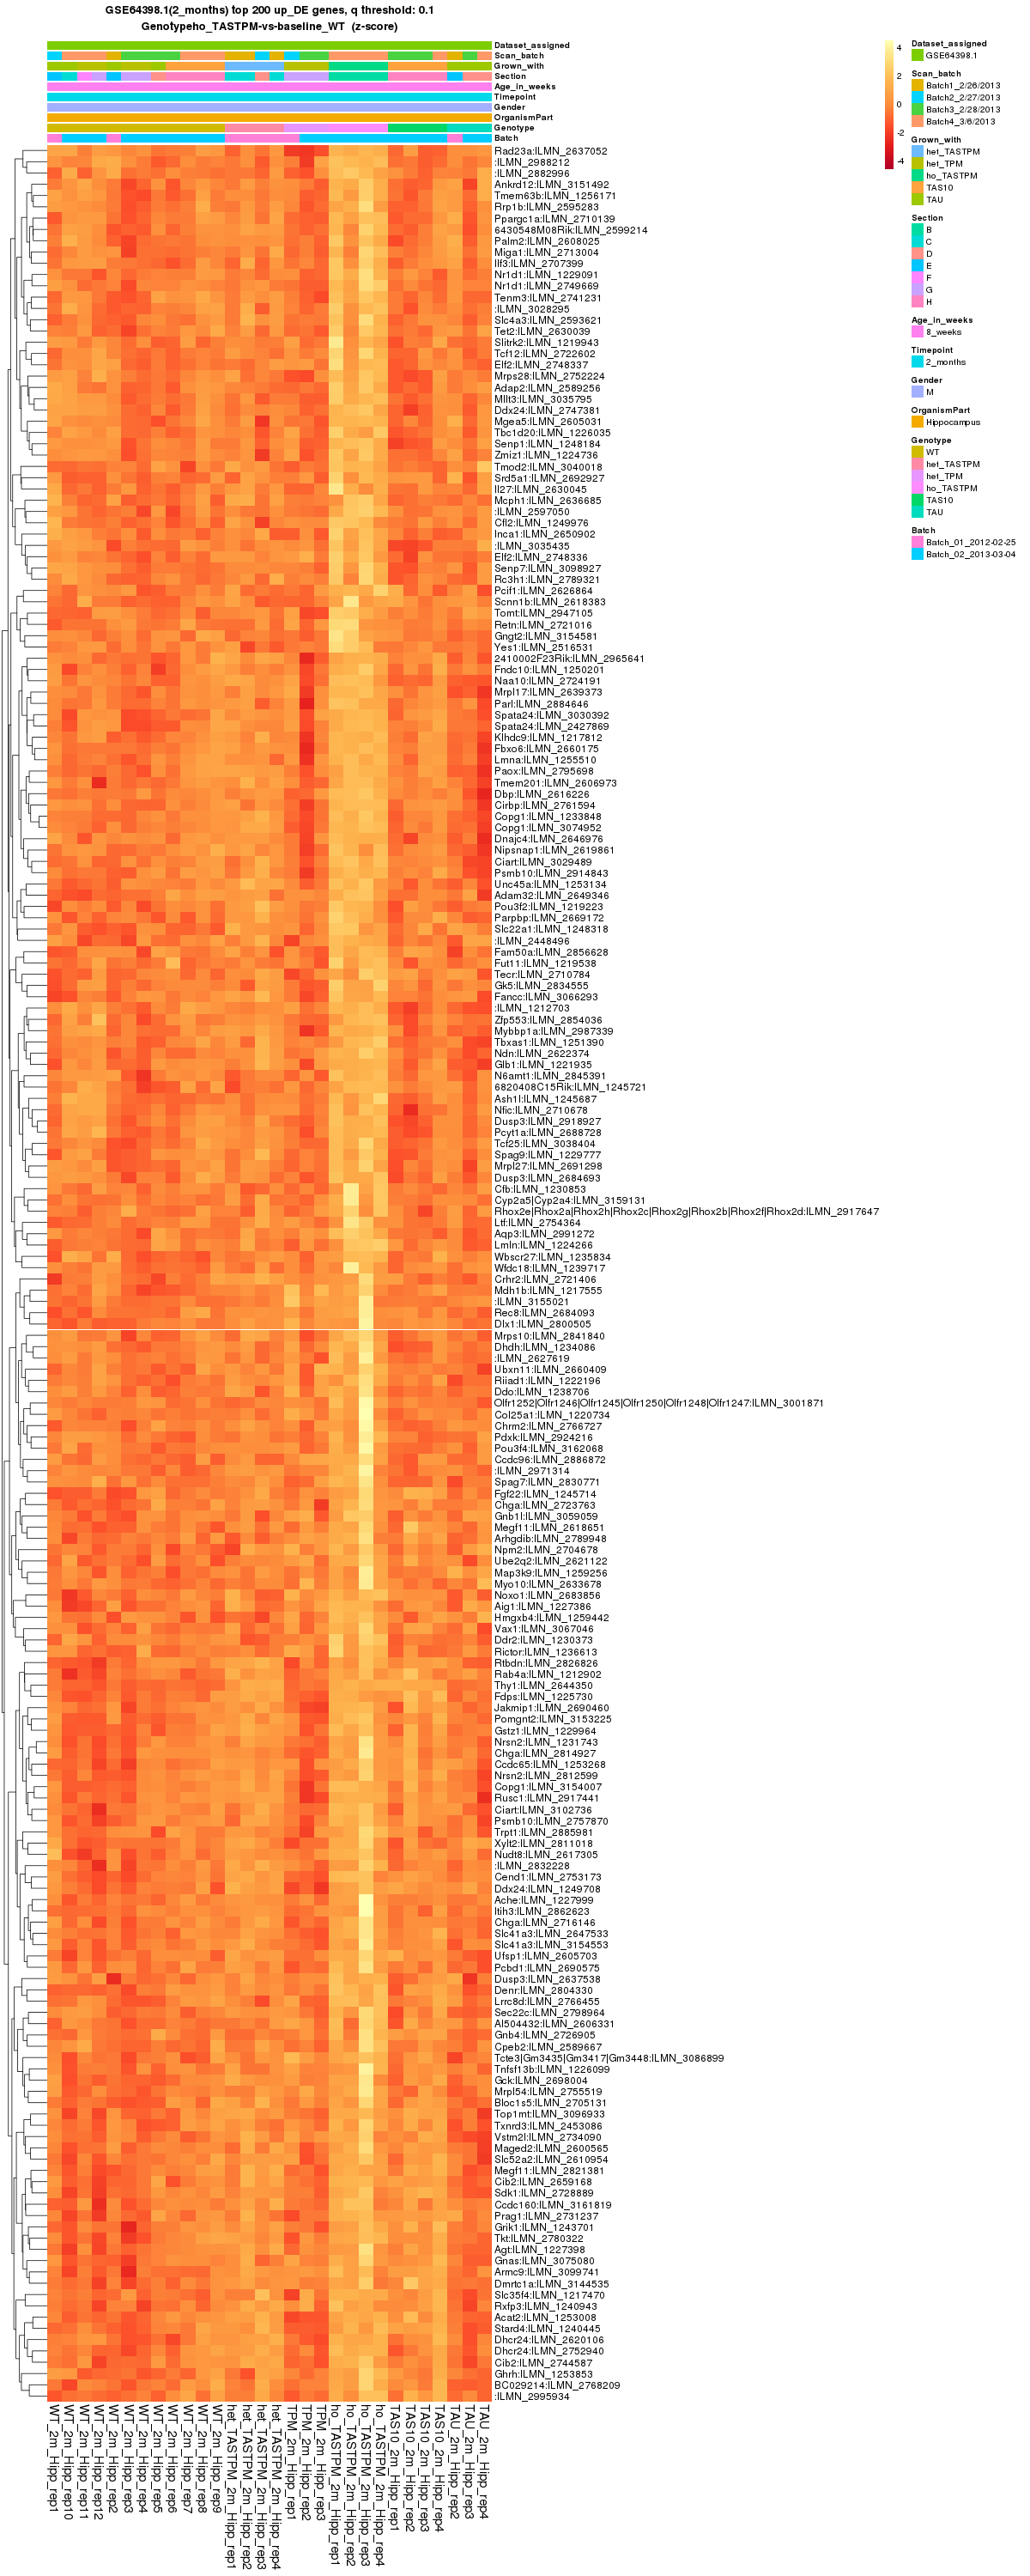 GSE64398.1(2_months) top 200 up_DE genes, q threshold: 0.1
Genotypeho_TASTPM-vs-baseline_WT (z-score)
Dataset_assigned
Scan_batch
Grown_with
Section
Age_in_weeks
Timepoint
Gender
OrganismPart
Genotype
Batch
Rad23a:ILMN_2637052
:ILMN_2988212
:ILMN_2882996
Ankrd12:ILMN_3151492
Tmem63b:ILMN_1256171
Rrp1b:ILMN_2595283
Ppargc1a:ILMN_2710139
6430548M08Rik:ILMN_2599214
Palm2:ILMN_2608025
Miga1:ILMN_2713004
Ilf3:ILMN_2707399
Nr1d1:ILMN_1229091
Nr1d1:ILMN_2749669
Tenm3:ILMN_2741231
:ILMN_3028295
Slc4a3:ILMN_2593621
Tet2:ILMN_2630039
Slitrk2:ILMN_1219943
Tcf12:ILMN_2722602
Elf2:ILMN_2748337
Mrps28:ILMN_2752224
Adap2:ILMN_2589256
Mllt3:ILMN_3035795
Ddx24:ILMN_2747381
Mgea5:ILMN_2605031
Tbc1d20:ILMN_1226035
Senp1:ILMN_1248184
Zmiz1:ILMN_1224736
Tmod2:ILMN_3040018
Srd5a1:ILMN_2692927
Il27:ILMN_2630045
Mcph1:ILMN_2636685
:ILMN_2597050
Cfl2:ILMN_1249976
Inca1:ILMN_2650902
:ILMN_3035435
Elf2:ILMN_2748336
Senp7:ILMN_3098927
Rc3h1:ILMN_2789321
Pcif1:ILMN_2626864
Scnn1b:ILMN_2618383
Tomt:ILMN_2947105
Retn:ILMN_2721016
Gngt2:ILMN_3154581
Yes1:ILMN_2516531
2410002F23Rik:ILMN_2965641
Fndc10:ILMN_1250201
Naa10:ILMN_2724191
Mrpl17:ILMN_2639373
Parl:ILMN_2884646
Spata24:ILMN_3030392
Spata24:ILMN_2427869
Klhdc9:ILMN_1217812
Fbxo6:ILMN_2660175
Lmna:ILMN_1255510
Paox:ILMN_2795698
Tmem201:ILMN_2606973
Dbp:ILMN_2616226
Cirbp:ILMN_2761594
Copg1:ILMN_1233848
Copg1:ILMN_3074952
Dnajc4:ILMN_2646976
Nipsnap1:ILMN_2619861
Ciart:ILMN_3029489
Psmb10:ILMN_2914843
Unc45a:ILMN_1253134
Adam32:ILMN_2649346
Pou3f2:ILMN_1219223
Parpbp:ILMN_2669172
Slc22a1:ILMN_1248318
:ILMN_2448496
Fam50a:ILMN_2856628
Fut11:ILMN_1219538
Tecr:ILMN_2710784
Gk5:ILMN_2834555
Fancc:ILMN_3066293
:ILMN_1212703
Zfp553:ILMN_2854036
Mybbp1a:ILMN_2987339
Tbxas1:ILMN_1251390
Ndn:ILMN_2622374
Glb1:ILMN_1221935
N6amt1:ILMN_2845391
6820408C15Rik:ILMN_1245721
Ash1l:ILMN_1245687
Nfic:ILMN_2710678
Dusp3:ILMN_2918927
Pcyt1a:ILMN_2688728
Tcf25:ILMN_3038404
Spag9:ILMN_1229777
Mrpl27:ILMN_2691298
Dusp3:ILMN_2684693
Cfb:ILMN_1230853
Cyp2a5|Cyp2a4:ILMN_3159131
Rhox2e|Rhox2a|Rhox2h|Rhox2c|Rhox2g|Rhox2b|Rhox2f|Rhox2d:ILMN_2917647
Ltf:ILMN_2754364
Aqp3:ILMN_2991272
Lmln:ILMN_1224266
Wbscr27:ILMN_1235834
Wfdc18:ILMN_1239717
Crhr2:ILMN_2721406
Mdh1b:ILMN_1217555
:ILMN_3155021
Rec8:ILMN_2684093
Dlx1:ILMN_2800505
Mrps10:ILMN_2841840
Dhdh:ILMN_1234086
:ILMN_2627619
Ubxn11:ILMN_2660409
Riiad1:ILMN_1222196
Ddo:ILMN_1238706
Olfr1252|Olfr1246|Olfr1245|Olfr1250|Olfr1248|Olfr1247:ILMN_3001871
Col25a1:ILMN_1220734
Chrm2:ILMN_2766727
Pdxk:ILMN_2924216
Pou3f4:ILMN_3162068
Ccdc96:ILMN_2886872
:ILMN_2971314
Spag7:ILMN_2830771
Fgf22:ILMN_1245714
Chga:ILMN_2723763
Gnb1l:ILMN_3059059
Megf11:ILMN_2618651
Arhgdib:ILMN_2789948
Npm2:ILMN_2704678
Ube2q2:ILMN_2621122
Map3k9:ILMN_1259256
Myo10:ILMN_2633678
Noxo1:ILMN_2683856
Aig1:ILMN_1227386
Hmgxb4:ILMN_1259442
Vax1:ILMN_3067046
Ddr2:ILMN_1230373
Rictor:ILMN_1236613
Rtbdn:ILMN_2826826
Rab4a:ILMN_1212902
Thy1:ILMN_2644350
Fdps:ILMN_1225730
Jakmip1:ILMN_2690460
Pomgnt2:ILMN_3153225
Gstz1:ILMN_1229964
Nrsn2:ILMN_1231743
Chga:ILMN_2814927
Ccdc65:ILMN_1253268
Nrsn2:ILMN_2812599
Copg1:ILMN_3154007
Rusc1:ILMN_2917441
Ciart:ILMN_3102736
Psmb10:ILMN_2757870
Trpt1:ILMN_2885981
Xylt2:ILMN_2811018
Nudt8:ILMN_2617305
:ILMN_2832228
Cend1:ILMN_2753173
Ddx24:ILMN_1249708
Ache:ILMN_1227999
Itih3:ILMN_2862623
Chga:ILMN_2716146
Slc41a3:ILMN_2647533
Slc41a3:ILMN_3154553
Ufsp1:ILMN_2605703
Pcbd1:ILMN_2690575
Dusp3:ILMN_2637538
Denr:ILMN_2804330
Lrrc8d:ILMN_2766455
Sec22c:ILMN_2798964
AI504432:ILMN_2606331
Gnb4:ILMN_2726905
Cpeb2:ILMN_2589667
Tcte3|Gm3435|Gm3417|Gm3448:ILMN_3086899
Tnfsf13b:ILMN_1226099
Gck:ILMN_2698004
Mrpl54:ILMN_2755519
Bloc1s5:ILMN_2705131
Top1mt:ILMN_3096933
Txnrd3:ILMN_2453086
Vstm2l:ILMN_2734090
Maged2:ILMN_2600565
Slc52a2:ILMN_2610954
Megf11:ILMN_2821381
Cib2:ILMN_2659168
Sdk1:ILMN_2728889
Ccdc160:ILMN_3161819
Prag1:ILMN_2731237
Grik1:ILMN_1243701
Tkt:ILMN_2780322
Agt:ILMN_1227398
Gnas:ILMN_3075080
Armc9:ILMN_3099741
Dmrtc1a:ILMN_3144535
Slc35f4:ILMN_1217470
Rxfp3:ILMN_1240943
Acat2:ILMN_1253008
Stard4:ILMN_1240445
Dhcr24:ILMN_2620106
Dhcr24:ILMN_2752940
Cib2:ILMN_2744587
Ghrh:ILMN_1253853
BC029214:ILMN_2768209
:ILMN_2995934
WT_2m_Hipp_rep1
WT_2m_Hipp_rep10
WT_2m_Hipp_rep11
WT_2m_Hipp_rep12
WT_2m_Hipp_rep2
WT_2m_Hipp_rep3
WT_2m_Hipp_rep4
WT_2m_Hipp_rep5
WT_2m_Hipp_rep6
WT_2m_Hipp_rep7
WT_2m_Hipp_rep8
WT_2m_Hipp_rep9
het_TASTPM_2m_Hipp_rep1
het_TASTPM_2m_Hipp_rep2
het_TASTPM_2m_Hipp_rep3
het_TASTPM_2m_Hipp_rep4
TPM_2m_Hipp_rep1
TPM_2m_Hipp_rep2
TPM_2m_Hipp_rep3
ho_TASTPM_2m_Hipp_rep1
ho_TASTPM_2m_Hipp_rep2
ho_TASTPM_2m_Hipp_rep3
ho_TASTPM_2m_Hipp_rep4
TAS10_2m_Hipp_rep1
TAS10_2m_Hipp_rep2
TAS10_2m_Hipp_rep3
TAS10_2m_Hipp_rep4
TAU_2m_Hipp_rep2
TAU_2m_Hipp_rep3
TAU_2m_Hipp_rep4
4
2
0
-2
-4
Dataset_assigned
GSE64398.1
Scan_batch
Batch1_2/26/2013
Batch2_2/27/2013
Batch3_2/28/2013
Batch4_3/6/2013
Grown_with
het_TASTPM
het_TPM
ho_TASTPM
TAS10
TAU
Section
B
C
D
E
F
G
H
Age_in_weeks
8_weeks
Timepoint
2_months
Gender
M
OrganismPart
Hippocampus
Genotype
WT
het_TASTPM
het_TPM
ho_TASTPM
TAS10
TAU
Batch
Batch_01_2012-02-25
Batch_02_2013-03-04